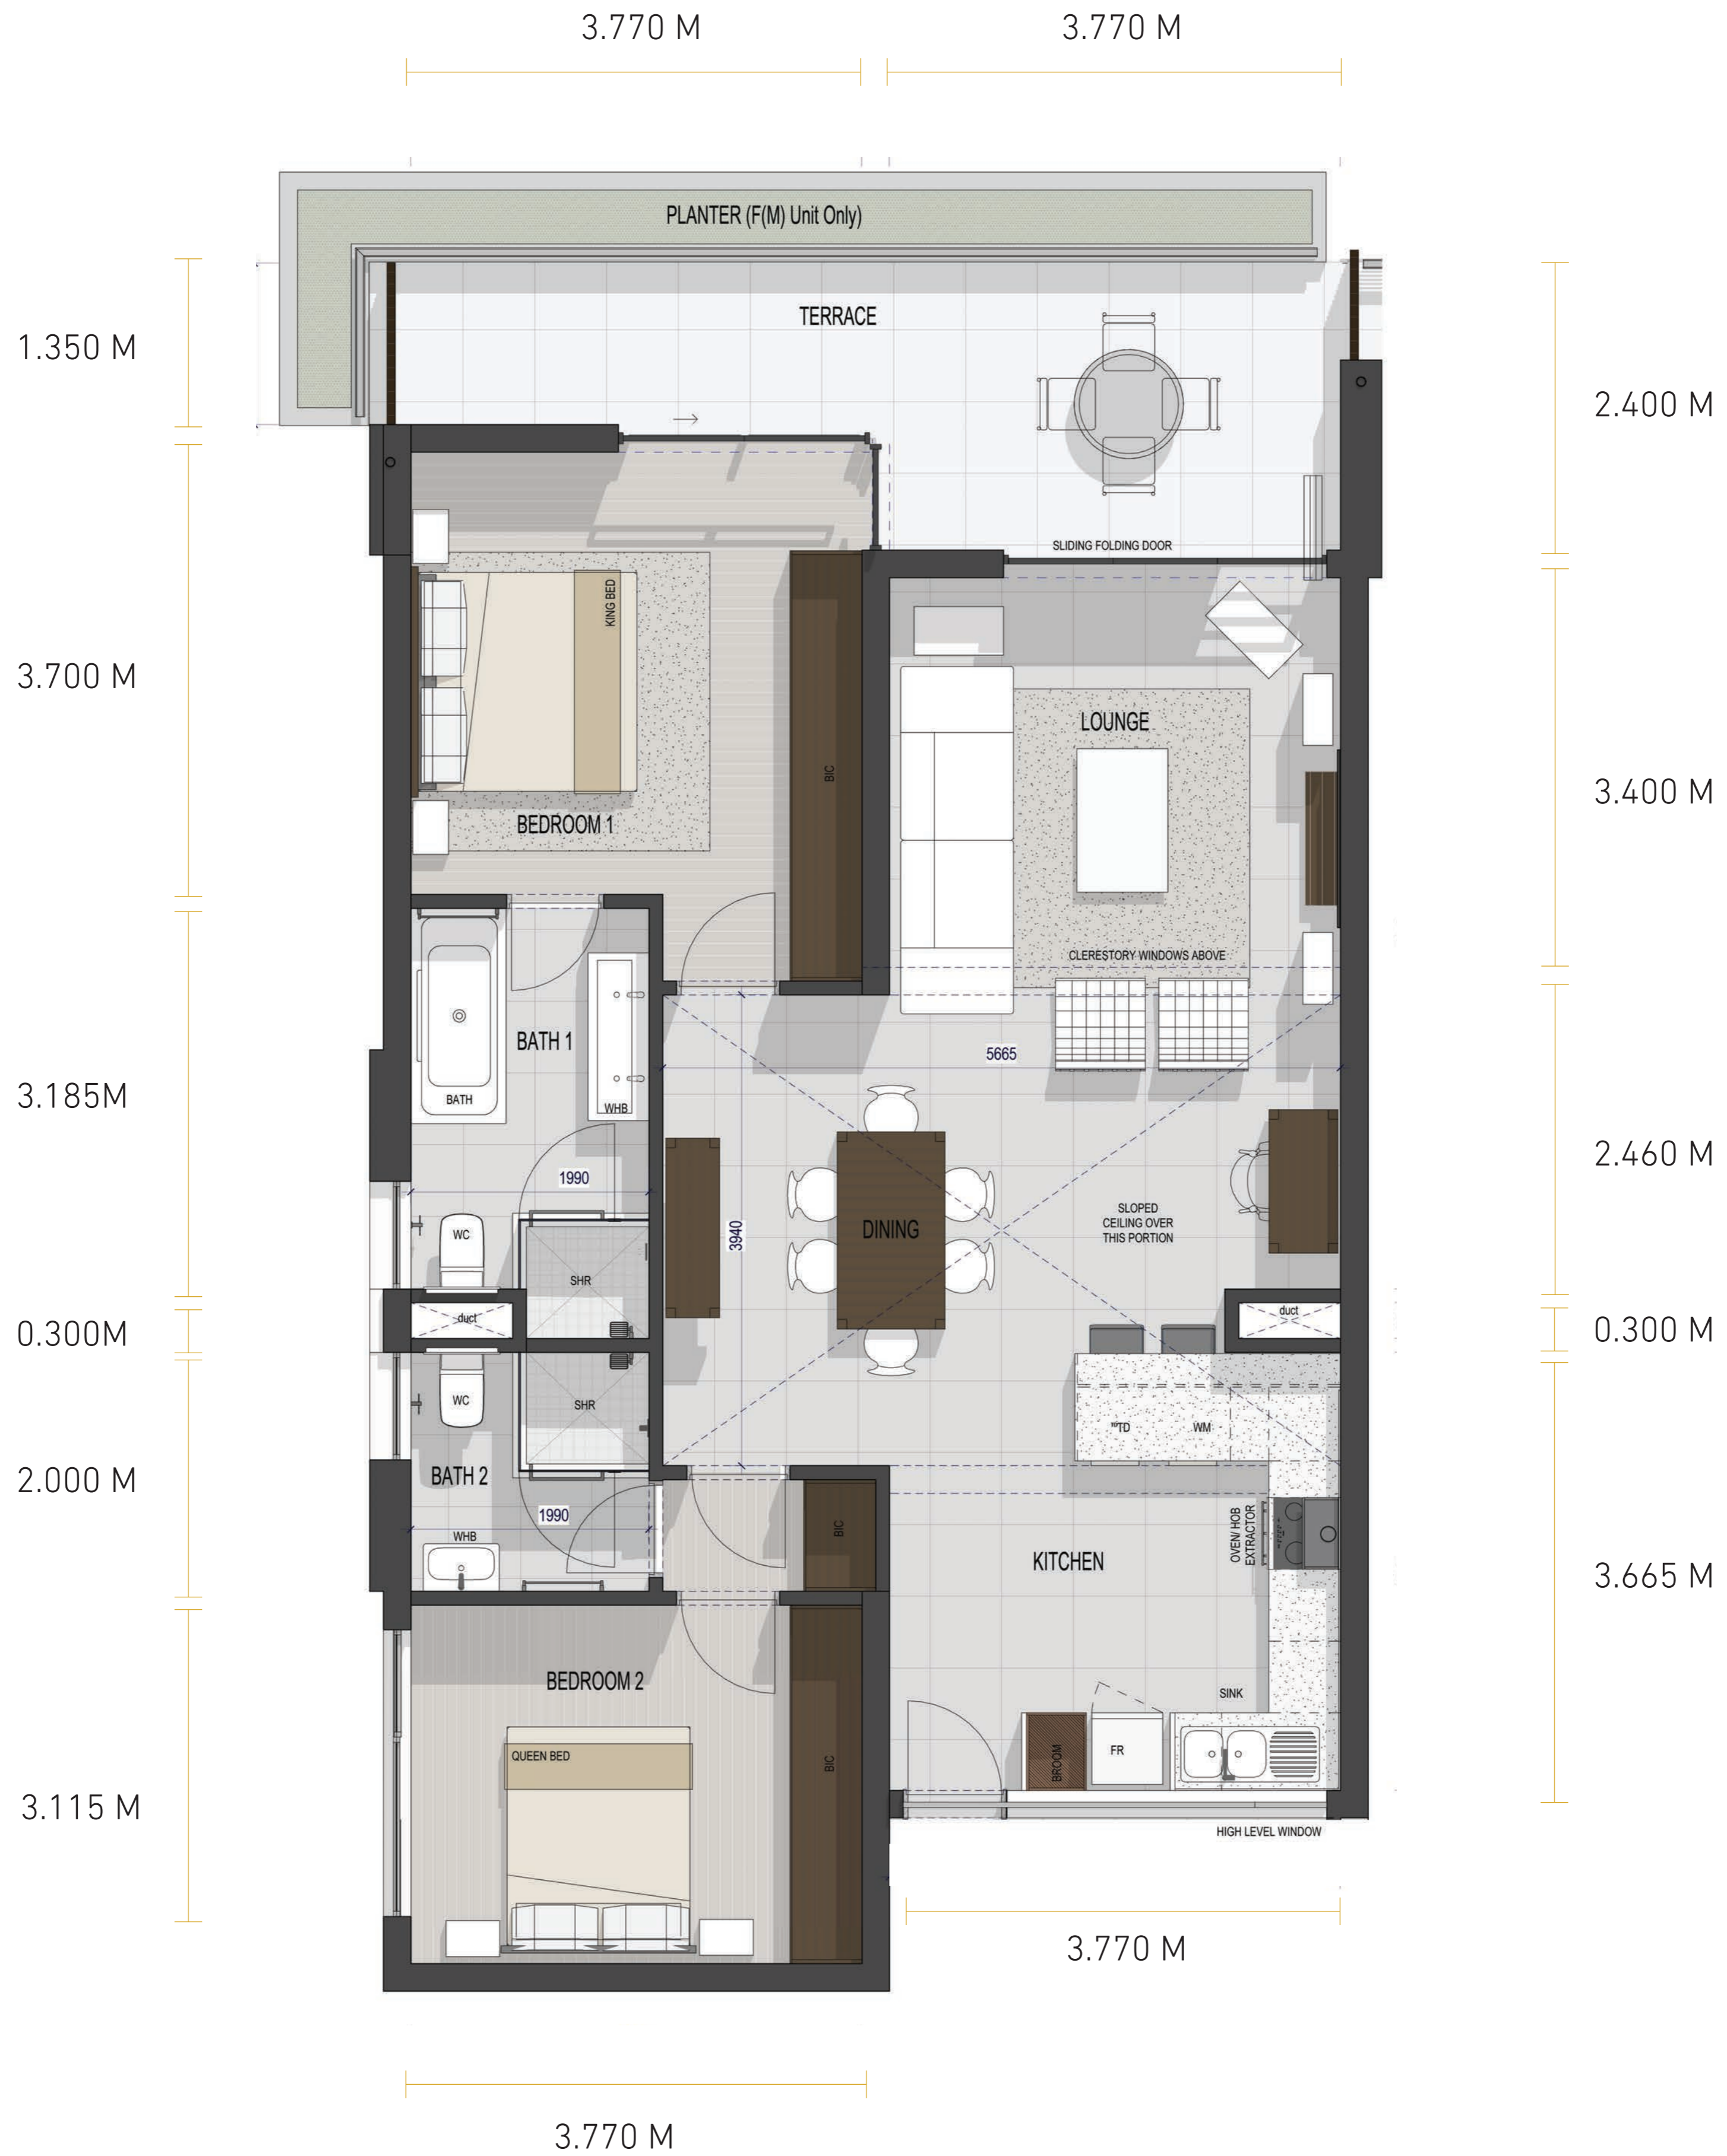 3.770 M
3.770 M
PLANTER (F(M) Unit Only)
TERRACE
1.350 M
2.400 M
SLIDING FOLDING DOOR
KING BED
3.700 M
LOUNGE
BIC
3.400 M
BEDROOM 1
CLERESTORY WINDOWS ABOVE
BATH 1
5665
BATH
WHB
3.185M
2.460 M
1990
3940
DINING
SLOPED
CEILING OVER
THIS PORTION
WC
SHR
duct
duct
0.300M
0.300 M
WC
SHR
TD
WM
BATH 2
2.000 M
1990
WHB
BIC
OVEN/ HOB
EXTRACTOR
KITCHEN
3.665 M
BEDROOM 2
SINK
QUEEN BED
BIC
BROOM
FR
3.115 M
HIGH LEVEL WINDOW
3.770 M
3.770 M